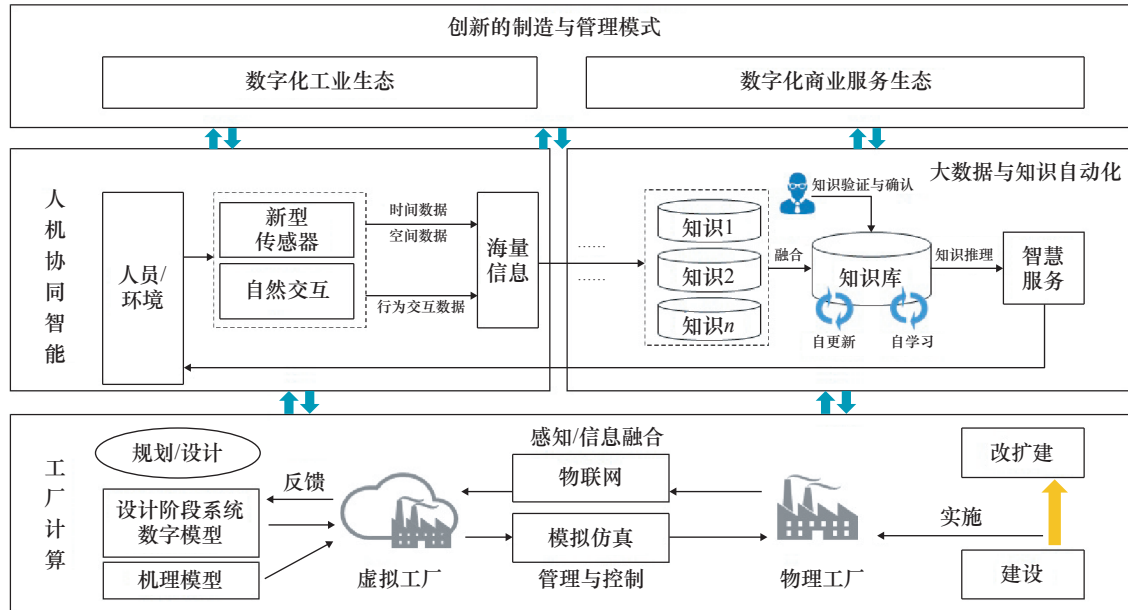 创新的制造与管理模式
数字化工业生态
数字化商业服务生态
人机协同智能
人员/
环境
新型
传感器
自然交互
时间数据
空间数据
行为交互数据
海量
信息
……
……
大数据与知识自动化
知识验证与确认
知识1
知识2
知识n
融合
知识库
自更新
自学习
知识推理
智慧
服务
工厂计算
规划/设计
设计阶段系统
数字模型
机理模型
反馈
虚拟工厂
感知/信息融合
物联网
模拟仿真
管理与控制
物理工厂
实施
改扩建
建设